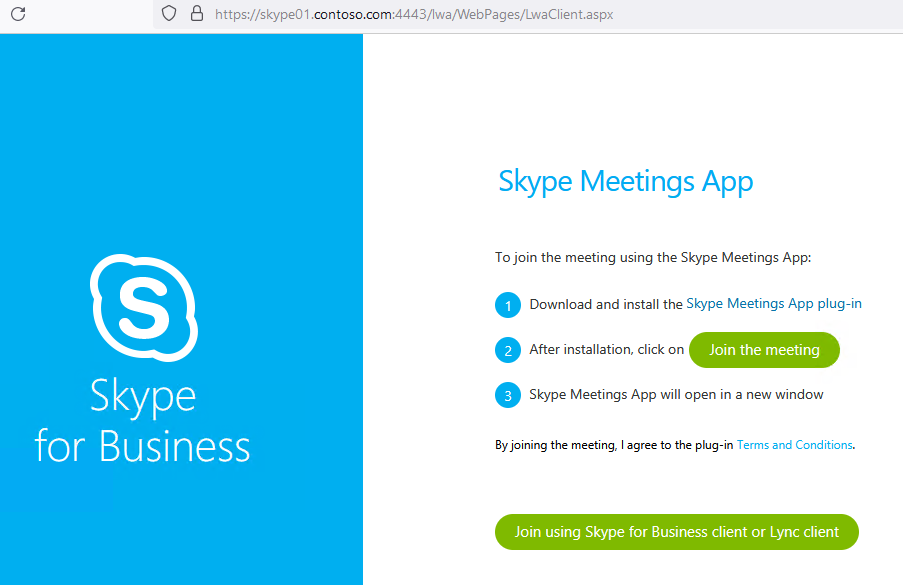 https://skype01.contoso.com:4443/lwa/WebPages/LwaClient.aspx
Skype
for Business
Skype Meetings App
To join the meeting using the Skype Meetings App:
1 Download and install the Skype Meetings App plug-in
2 After installation, click on Join the meeting
3 Skype Meetings App will open in a new window
By joining the meeting, I agree to the plug-in Terms and Conditions.
Join using Skype for Business client or Lync client